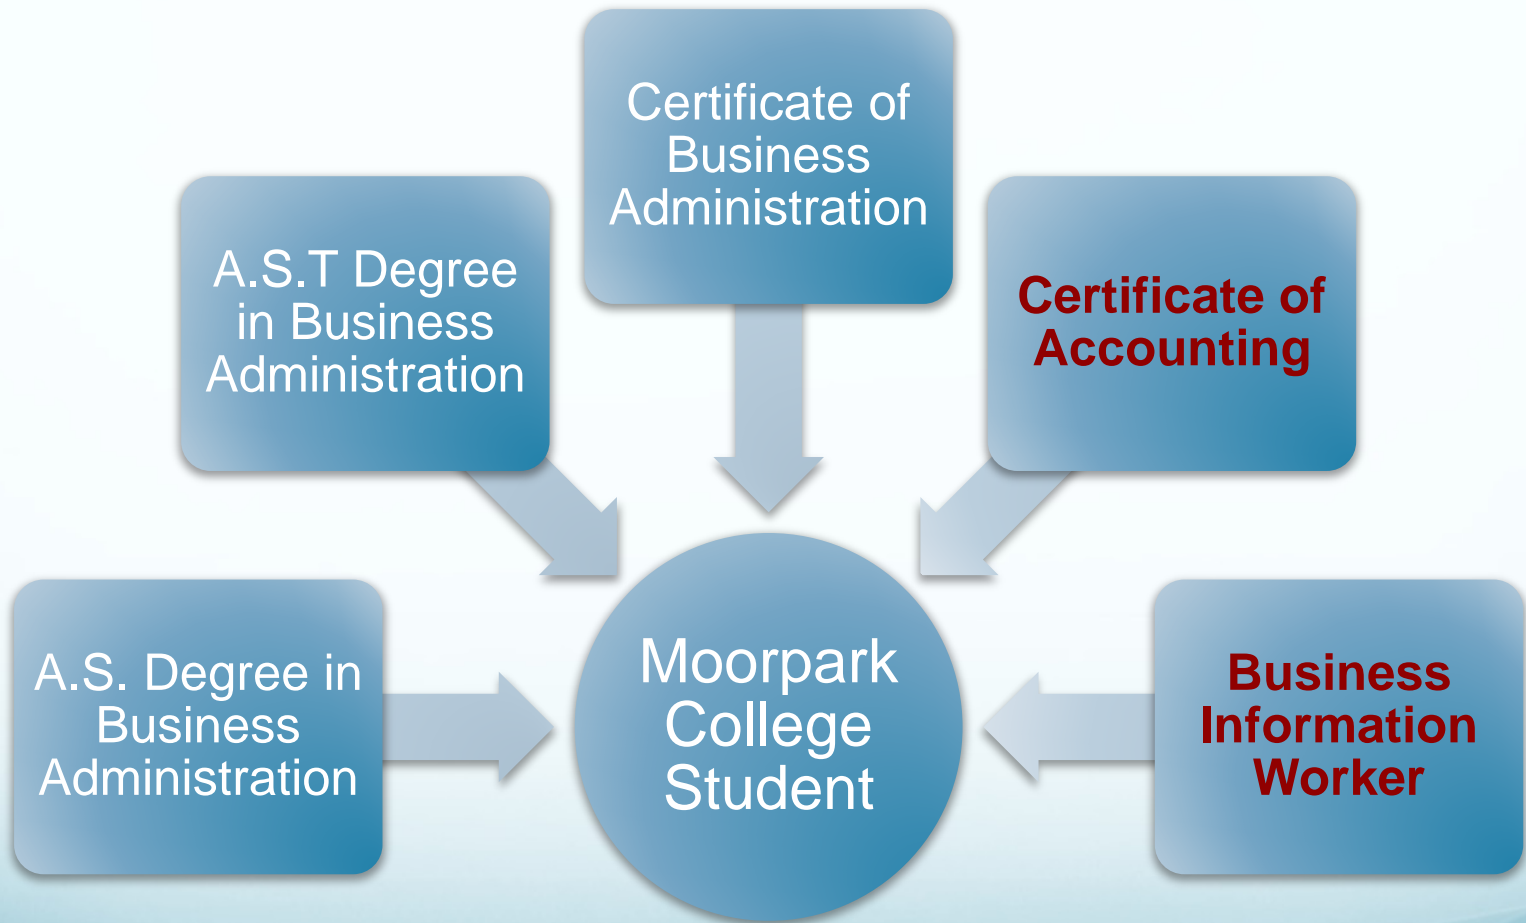 Certificate of
Business
Administration
A.S.T Degree
in Business
Administration
Certificate of
Accounting
A.S. Degree in
Business
Administration
Moorpark
College
Student
Business
Information
Worker